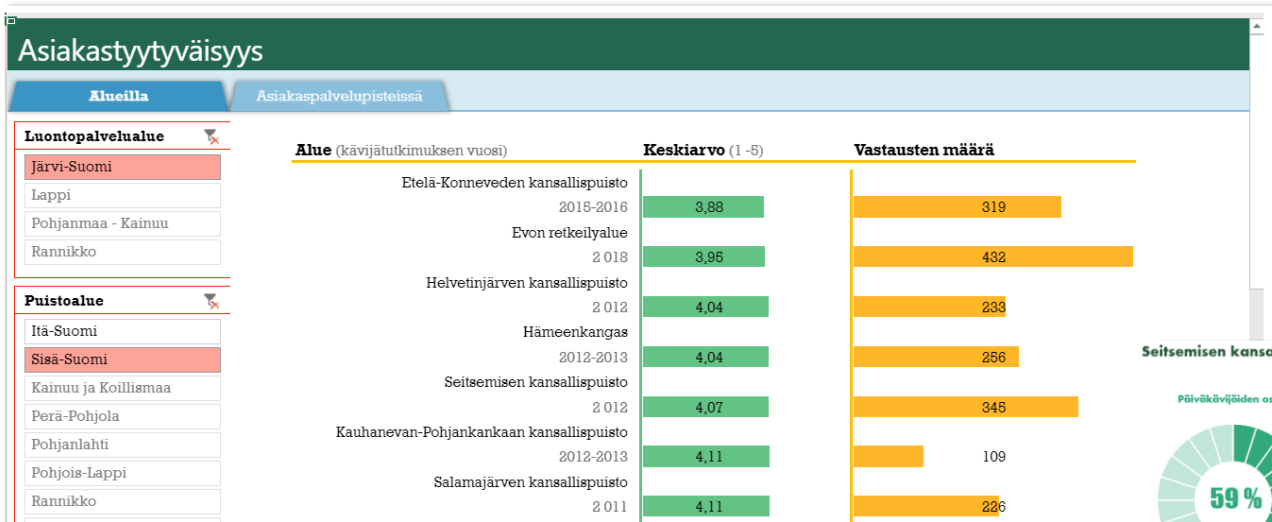 Asiakastyytyväisyys
Alueilla
Asiakaspalvelupisteissä
Luontopalvelualue
Järvi-Suomi
Lappi
Pohjanmaa - Kainuu
Rannikko
Puistoalue
Itä-Suomi
Sisä-Suomi
Kainuu ja Koillismaa
Perä-Pohjola
Pohjanlahti
Pohjois-Lappi
Rannikko
Alue (kävijätutkimuksen vuosi) Keskiarvo (1 -5) Vastausten määrä
Etelä-Konneveden kansallispuisto
2015-2016 3,88 319
Evon retkeilyalue
2 018 3,95 432
Helvetinjärven kansallispuisto
2 012 4,04 233
Hämeenkangas
2012-2013 4,04 256
Seitsemisen kansallispuisto
2 012 4,07 345
Kauhanevan-Pohjankankaan kansallispuisto
2012-2013 4,11 109
Salamajärven kansallispuisto
2 011 4,11 226
Seitsemisen kansa
Päiväkävijöiden os
59 %